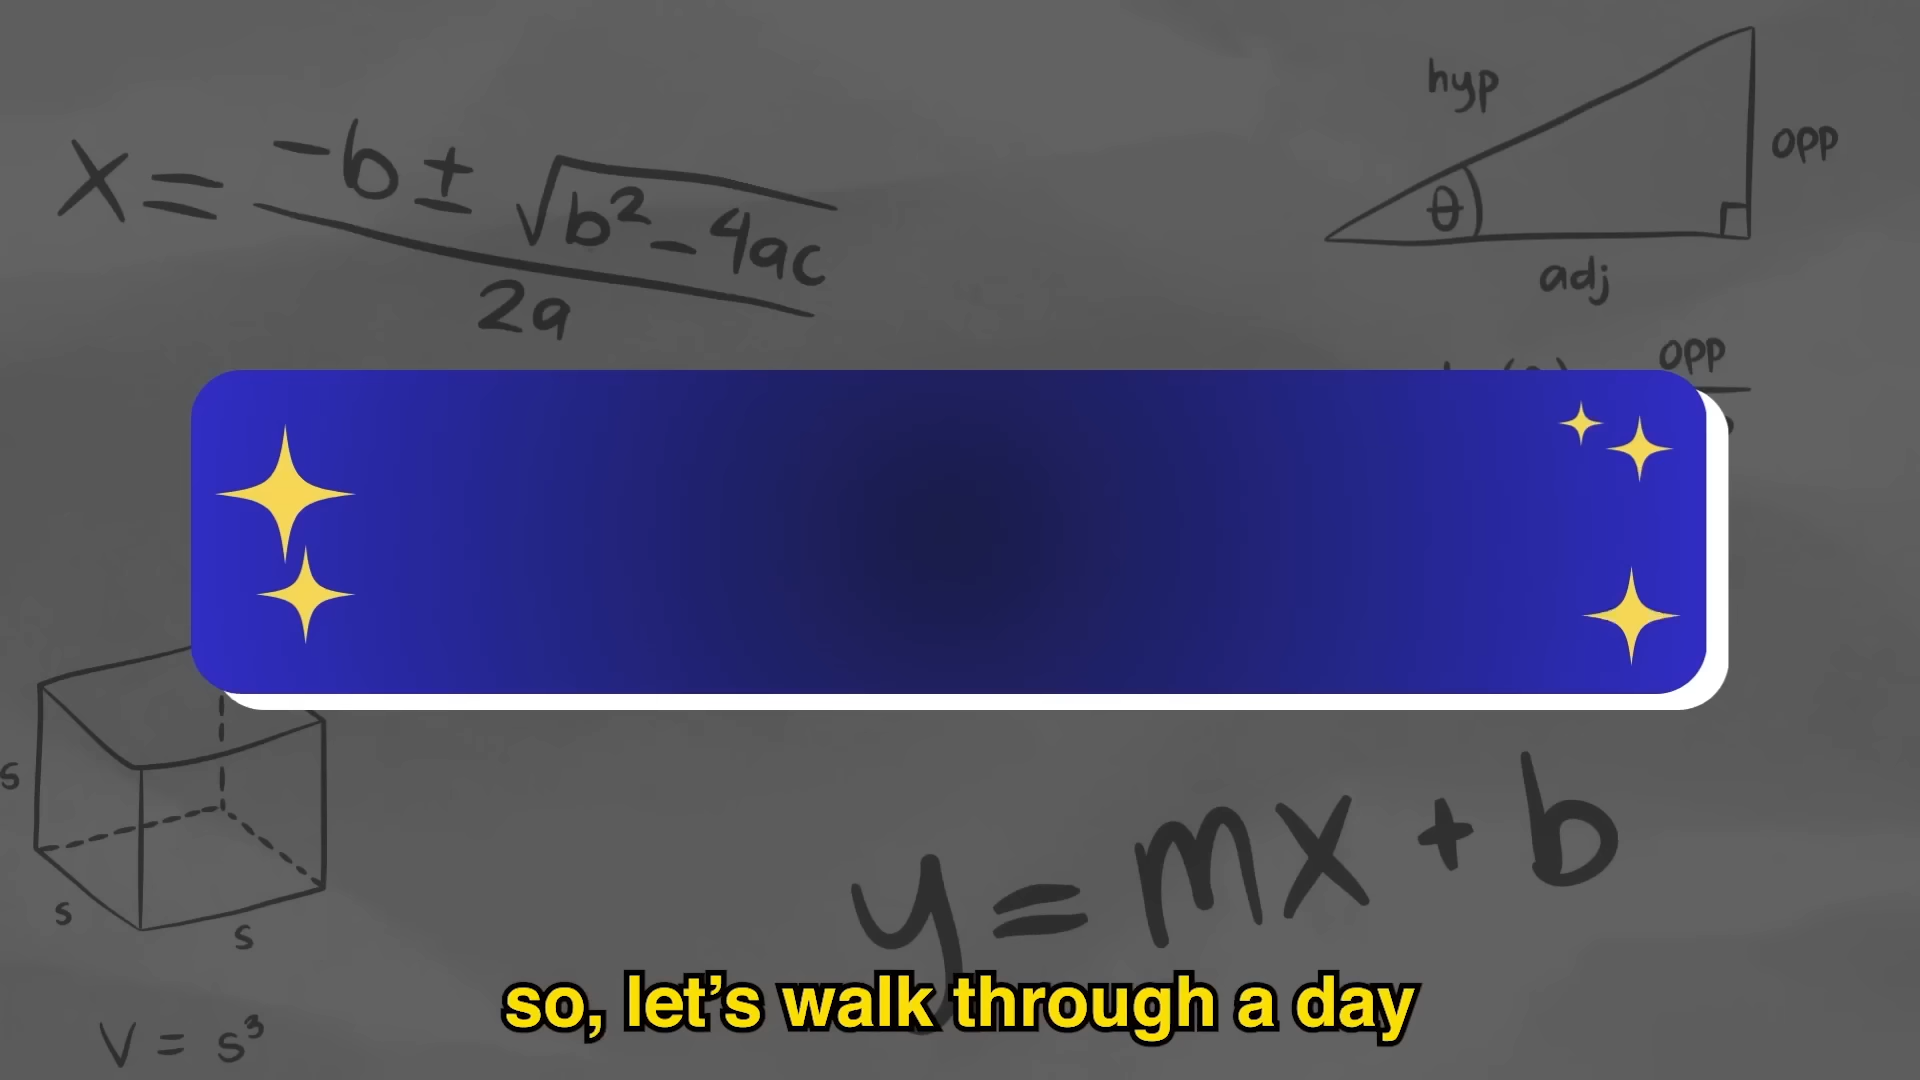 x = -b ± √b² - 4ac
2a
hyp
opp
θ
adj
opp
s
s
s
V = s³
y = mx + b
so, let’s walk through a day